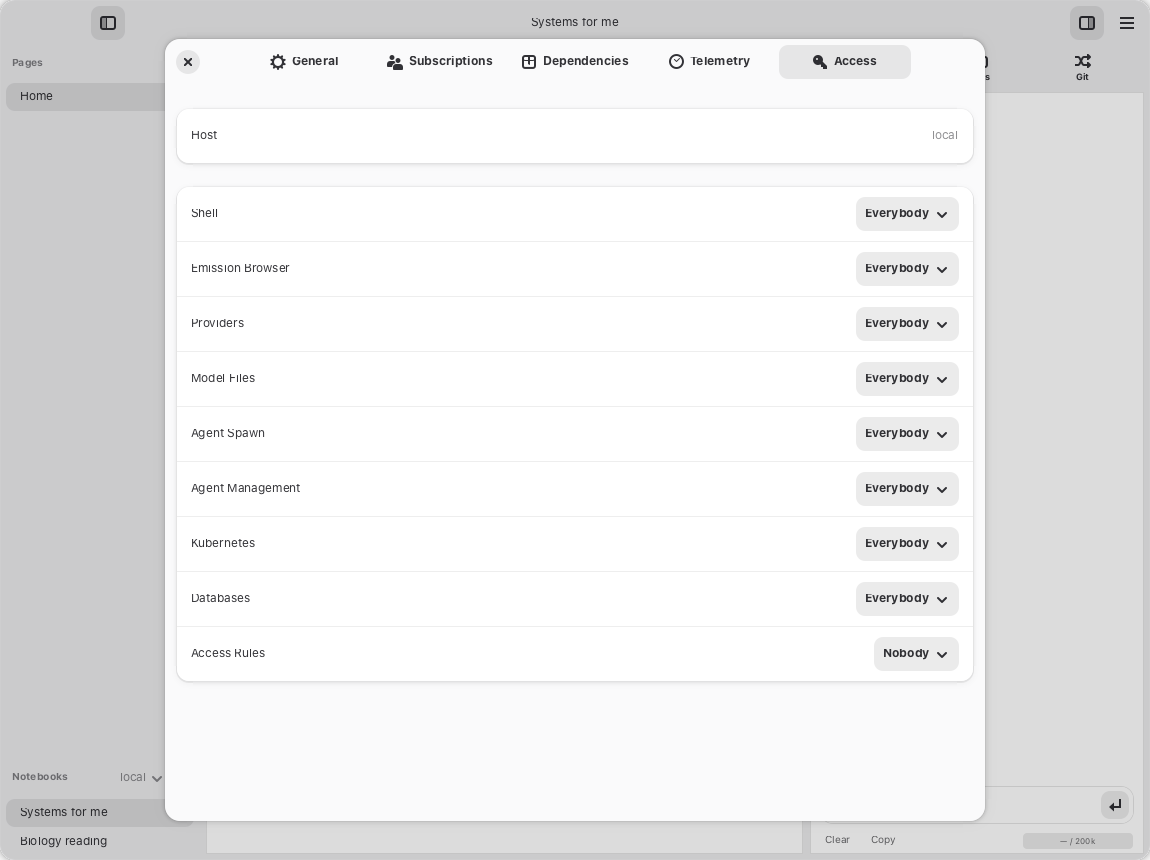 Systems for me
Pages
Home
General
Subscriptions
Dependencies
Telemetry
Access
Git
Host
local
Shell
Everybody
Emission Browser
Everybody
Providers
Everybody
Model Files
Everybody
Agent Spawn
Everybody
Agent Management
Everybody
Kubernetes
Everybody
Databases
Everybody
Access Rules
Nobody
Notebooks
local
Systems for me
Biology reading
Clear
Copy
— / 200k